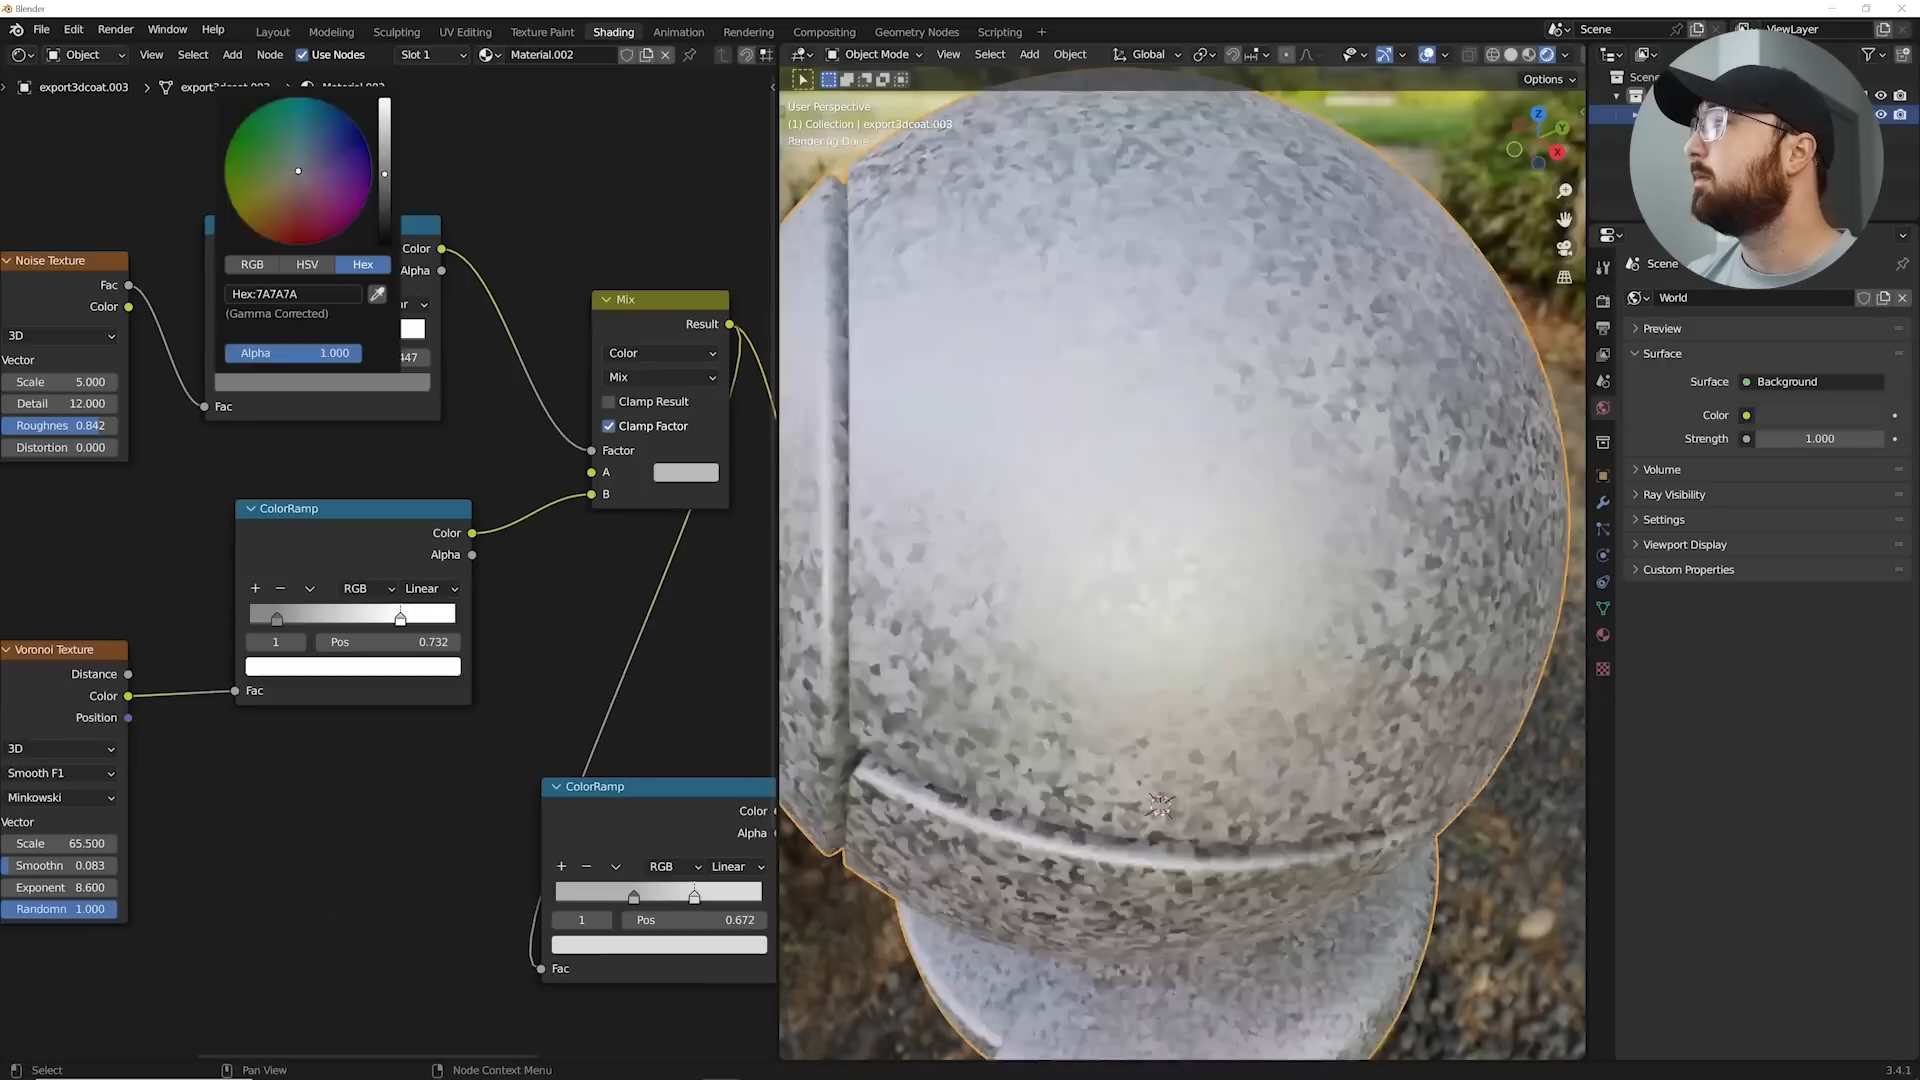 Blender
File Edit Render Window Help
Layout Modeling Sculpting UV Editing Texture Paint Shading Animation Rendering Compositing Geometry Nodes Scripting +
Scene
ViewLayer
Object View Select Add Node Use Nodes Slot 1 Material.002
Object Mode View Select Add Object Global
export3dcoat.003
Options
User Perspective
(1) Collection | export3dcoat.003
Rendering Done
Z
Y
X
Scene
RGB HSV Hex
Hex:7A7A7A
(Gamma Corrected)
Alpha 1.000
Color
Alpha
447
Fac
Noise Texture
Fac
Color
3D
Vector
Scale 5.000
Detail 12.000
Roughnes 0.842
Distortion 0.000
Mix
Result
Color
Mix
Clamp Result
Clamp Factor
Factor
A
B
ColorRamp
Color
Alpha
+ − RGB Linear
1 Pos 0.732
Fac
Voronoi Texture
Distance
Color
Position
3D
Smooth F1
Minkowski
Vector
Scale 65.500
Smoothn 0.083
Exponent 8.600
Randomn 1.000
ColorRamp
Color
Alpha
+ − RGB Linear
1 Pos 0.672
Fac
Scene
World
Preview
Surface
Surface Background
Color
Strength 1.000
Volume
Ray Visibility
Settings
Viewport Display
Custom Properties
Select Pan View Node Context Menu
3.4.1